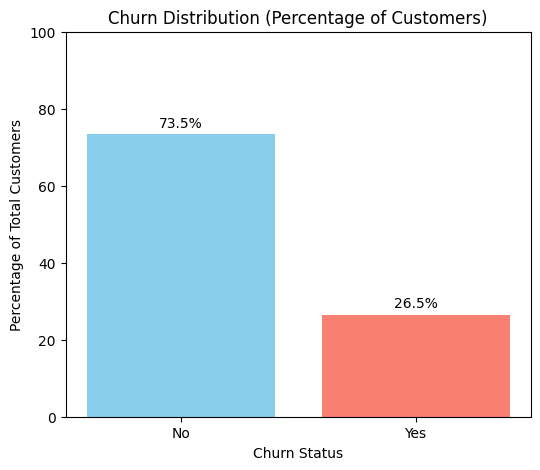 Churn Distribution (Percentage of Customers)
100
80
60
40
20
0
Percentage of Total Customers
73.5%
26.5%
No
Yes
Churn Status